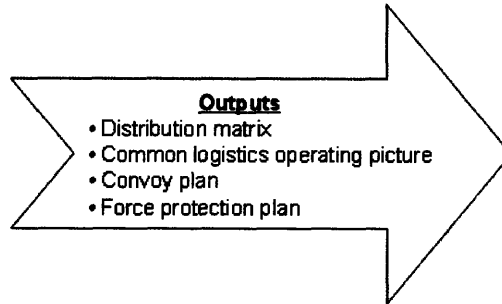 Outputs
• Distribution matrix
• Common logistics operating picture
• Convoy plan
• Force protection plan